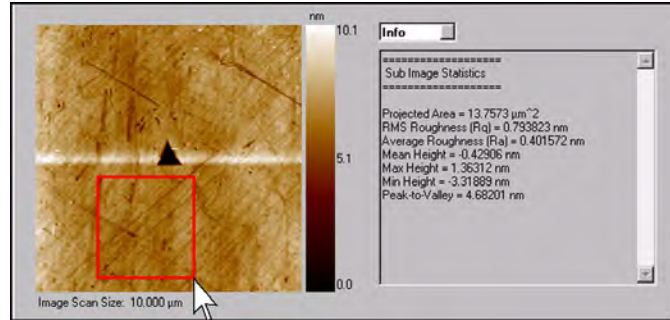 nm
10.1
5.1
0.0
Image Scan Size: 10.000 µm
Info
===================
Sub Image Statistics
===================
Projected Area = 13.7573 µm^2
RMS Roughness (Rq) = 0.793823 nm
Average Roughness (Ra) = 0.401572 nm
Mean Height = -0.42906 nm
Max Height = 1.36312 nm
Min Height = -3.31889 nm
Peak-to-Valley = 4.68201 nm